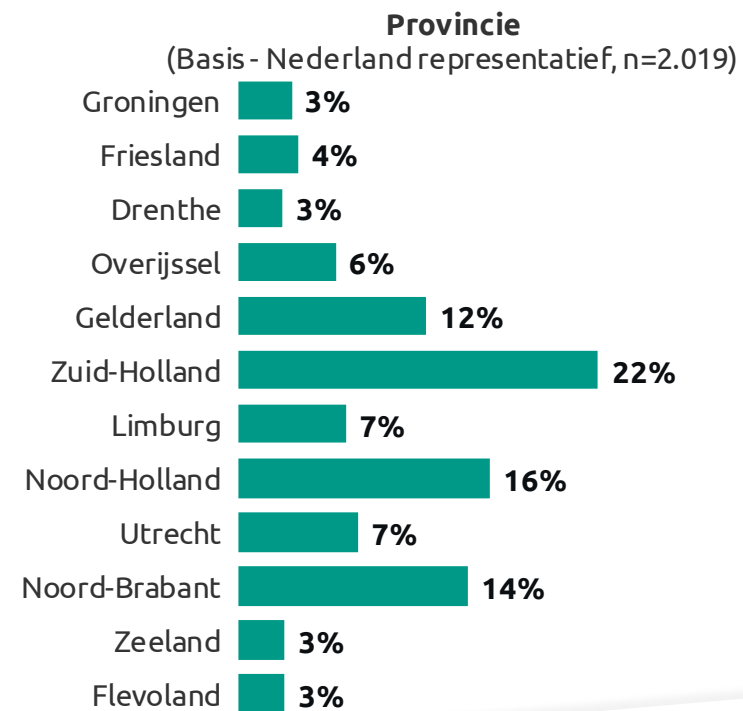 Provincie
(Basis - Nederland representatief, n=2.019)
Groningen 3%
Friesland 4%
Drenthe 3%
Overijssel 6%
Gelderland 12%
Zuid-Holland 22%
Limburg 7%
Noord-Holland 16%
Utrecht 7%
Noord-Brabant 14%
Zeeland 3%
Flevoland 3%